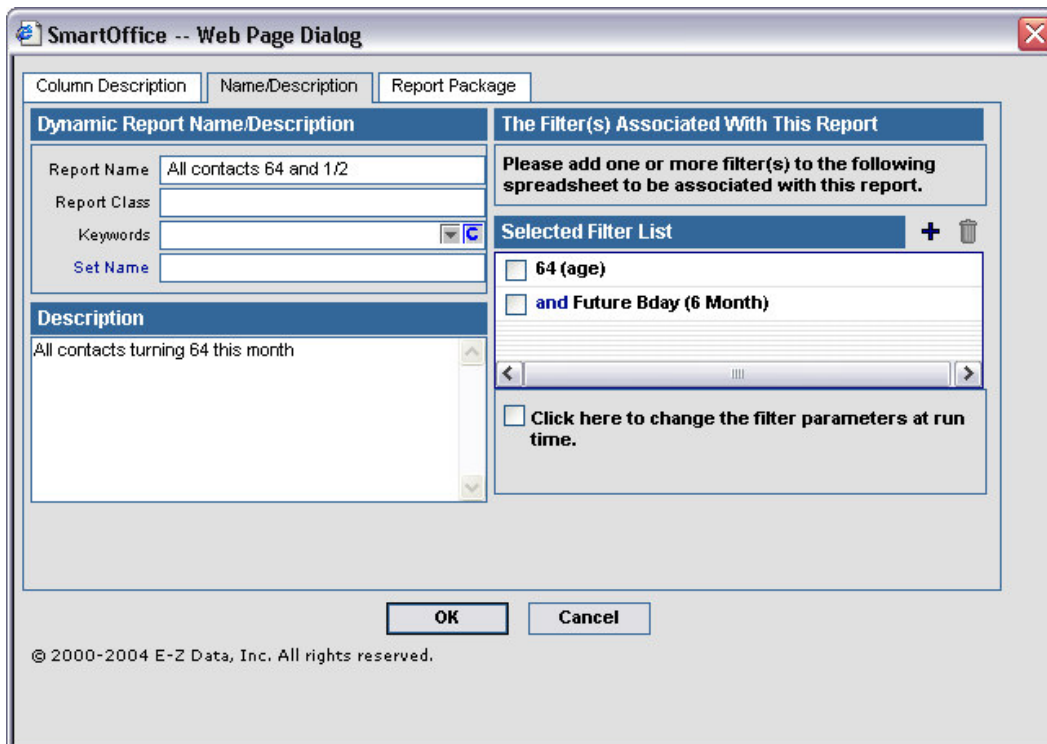 SmartOffice -- Web Page Dialog
Column Description
Name/Description
Report Package
Dynamic Report Name/Description
Report Name
All contacts 64 and 1/2
Report Class
Keywords
C
Set Name
Description
All contacts turning 64 this month
The Filter(s) Associated With This Report
Please add one or more filter(s) to the following
spreadsheet to be associated with this report.
Selected Filter List
64 (age)
and Future Bday (6 Month)
Click here to change the filter parameters at run
time.
OK
Cancel
© 2000-2004 E-Z Data, Inc. All rights reserved.